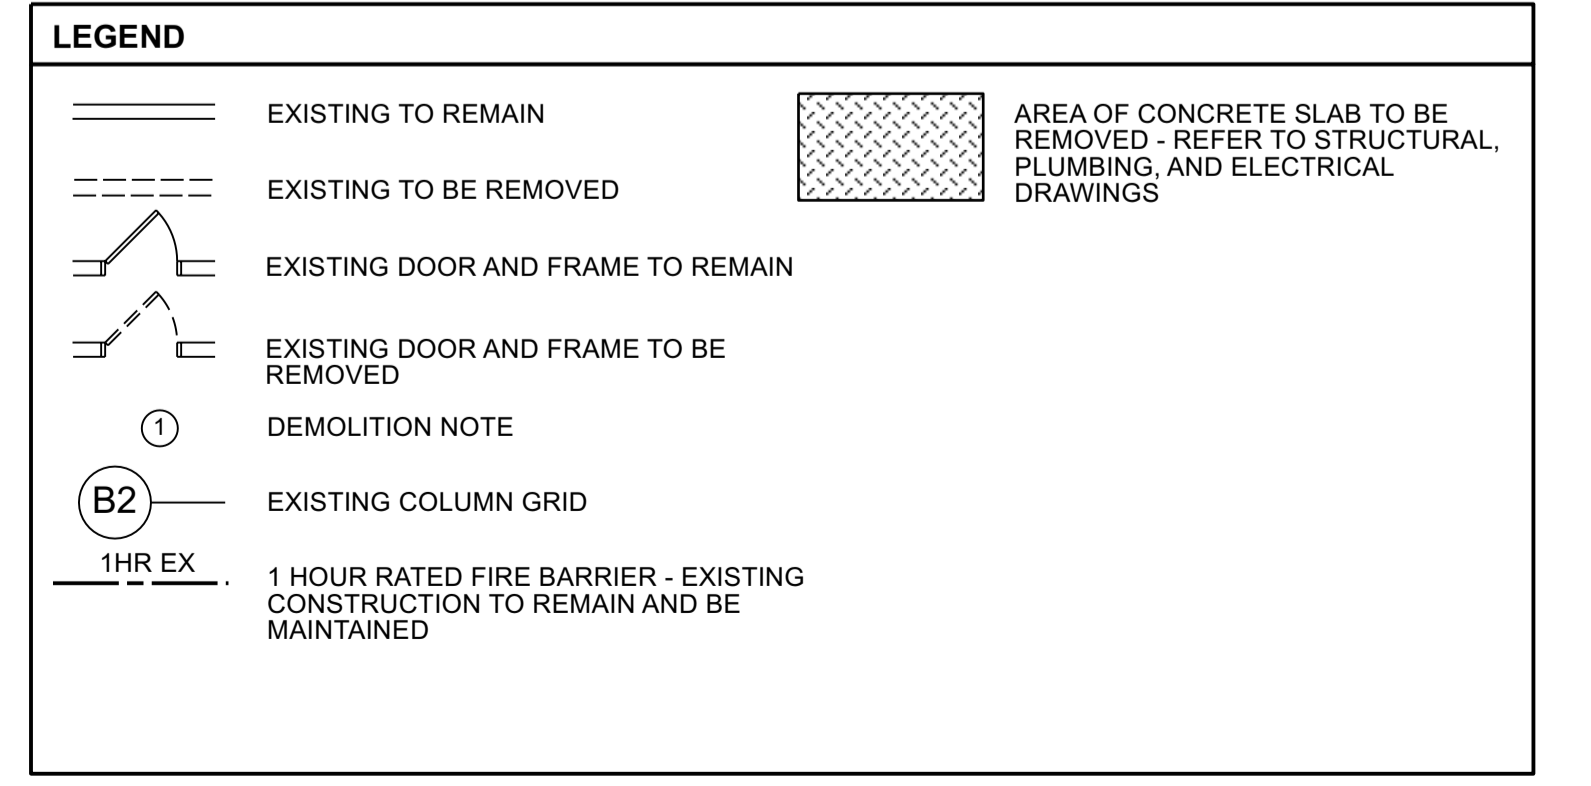 LEGEND
EXISTING TO REMAIN
EXISTING TO BE REMOVED
EXISTING DOOR AND FRAME TO REMAIN
EXISTING DOOR AND FRAME TO BE
REMOVED
1
DEMOLITION NOTE
B2
EXISTING COLUMN GRID
1HR EX
1 HOUR RATED FIRE BARRIER - EXISTING
CONSTRUCTION TO REMAIN AND BE
MAINTAINED
AREA OF CONCRETE SLAB TO BE
REMOVED - REFER TO STRUCTURAL,
PLUMBING, AND ELECTRICAL
DRAWINGS